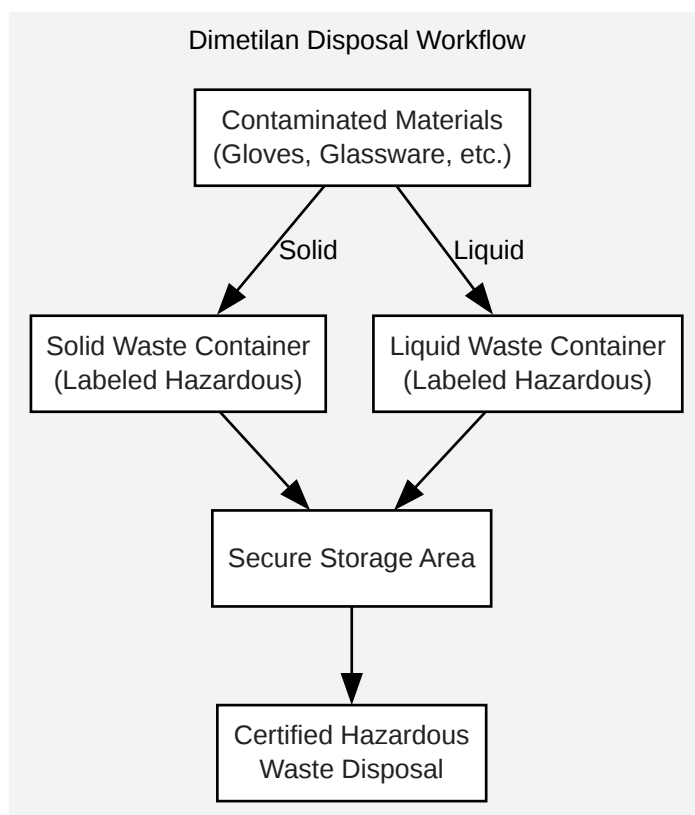 Dimetilan Disposal Workflow
Contaminated Materials
(Gloves, Glassware, etc.)
Solid
Liquid
Solid Waste Container
(Labeled Hazardous)
Liquid Waste Container
(Labeled Hazardous)
Secure Storage Area
Certified Hazardous
Waste Disposal